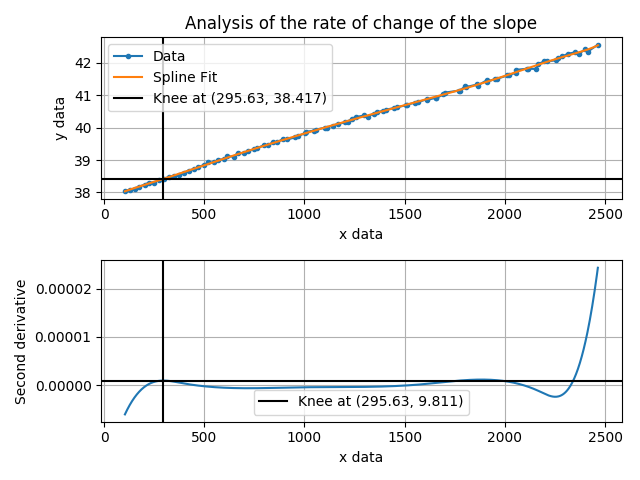 Analysis of the rate of change of the slope
Data
Spline Fit
Knee at (295.63, 38.417)
42
41
40
39
38
y data
0 500 1000 1500 2000 2500
x data
0.00002
0.00001
0.00000
Second derivative
Knee at (295.63, 9.811)
0 500 1000 1500 2000 2500
x data